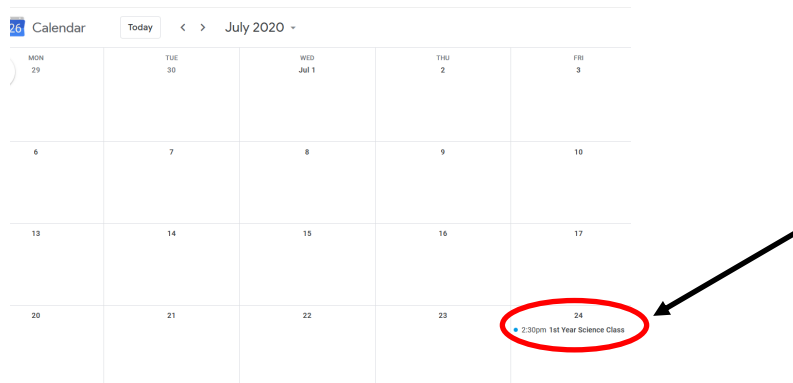 26 Calendar Today < > July 2020
MON TUE WED THU FRI
29 30 Jul 1 2 3
6 7 8 9 10
13 14 15 16 17
20 21 22 23 24
2:30pm 1st Year Science Class